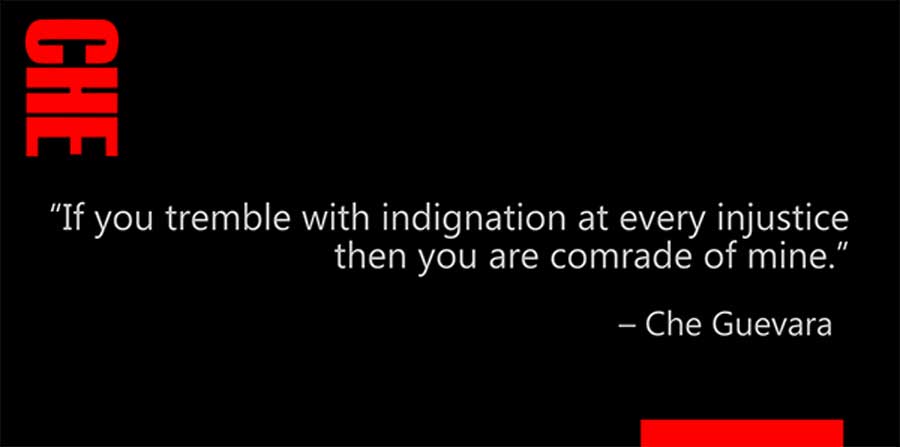 CHE
“If you tremble with indignation at every injustice
then you are comrade of mine.”
– Che Guevara